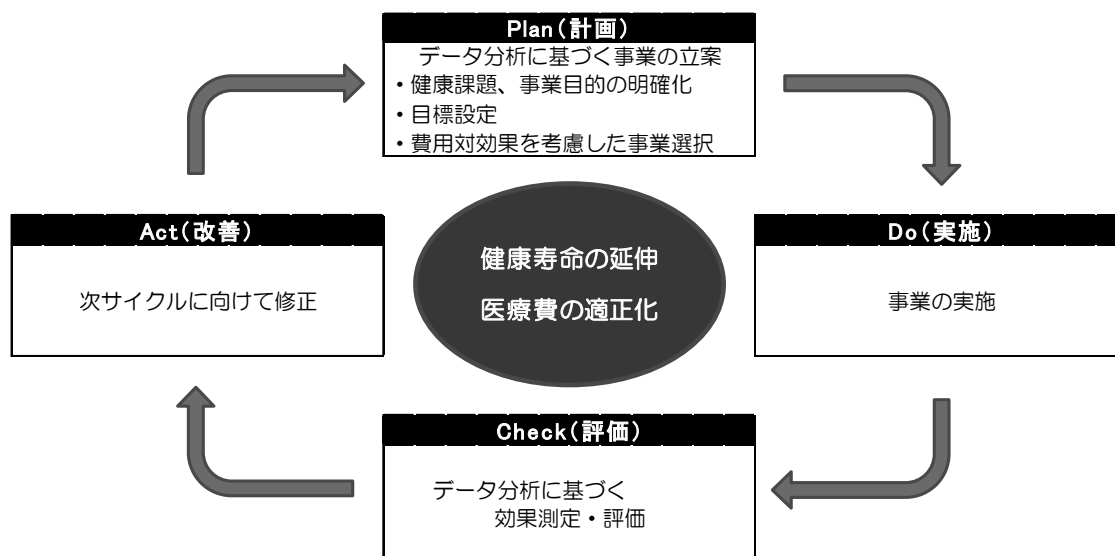 Plan(計画)
データ分析に基づく事業の立案
・健康課題、事業目的の明確化
・目標設定
・費用対効果を考慮した事業選択
Act(改善)
次サイクルに向けて修正
健康寿命の延伸
医療費の適正化
Do(実施)
事業の実施
Check(評価)
データ分析に基づく
効果測定・評価